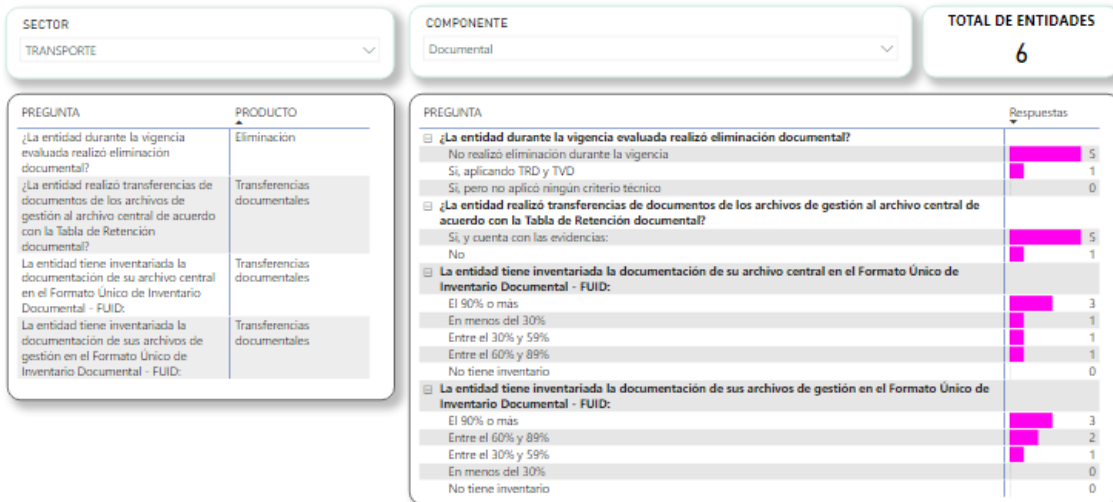 SECTOR
TRANSPORTE
COMPONENTE
Documental
TOTAL DE ENTIDADES
6
PREGUNTA PRODUCTO
¿La entidad durante la vigencia Eliminación
evaluada realizó eliminación
documental?
¿La entidad realizó transferencias de Transferencias
documentos de los archivos de documentales
gestión al archivo central de acuerdo
con la Tabla de Retención
documental?
La entidad tiene inventariada la Transferencias
documentación de su archivo central documentales
en el Formato Único de Inventario
Documental - FUID:
La entidad tiene inventariada la Transferencias
documentación de sus archivos de documentales
gestión en el Formato Único de
Inventario Documental - FUID:
PREGUNTA Respuestas
¿La entidad durante la vigencia evaluada realizó eliminación documental?
No realizó eliminación durante la vigencia 5
Si, aplicando TRD y TVD 1
Si, pero no aplicó ningún criterio técnico 0
¿La entidad realizó transferencias de documentos de los archivos de gestión al archivo central de
acuerdo con la Tabla de Retención documental?
Si, y cuenta con las evidencias: 5
No 1
La entidad tiene inventariada la documentación de su archivo central en el Formato Único de
Inventario Documental - FUID:
El 90% o más 3
En menos del 30% 1
Entre el 30% y 59% 1
Entre el 60% y 89% 1
No tiene inventario 0
La entidad tiene inventariada la documentación de sus archivos de gestión en el Formato Único de
Inventario Documental - FUID:
El 90% o más 3
Entre el 60% y 89% 2
Entre el 30% y 59% 1
En menos del 30% 0
No tiene inventario 0